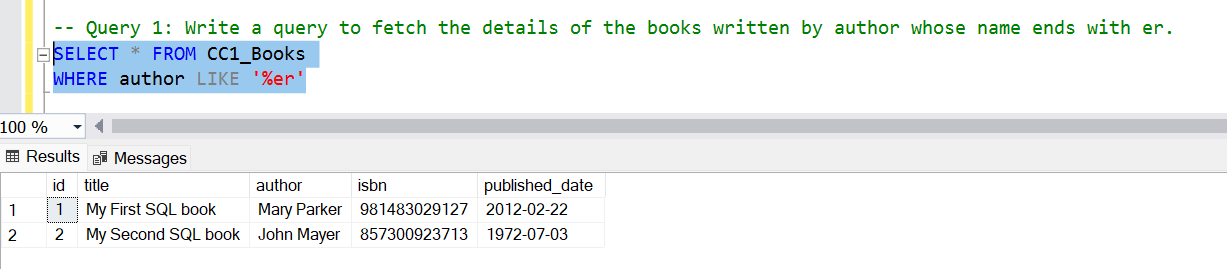 -- Query 1: Write a query to fetch the details of the books written by author whose name ends with er.
SELECT * FROM CC1_Books
WHERE author LIKE '%er'
100 %
Results Messages
id title author isbn published_date
1 1 My First SQL book Mary Parker 981483029127 2012-02-22
2 2 My Second SQL book John Mayer 857300923713 1972-07-03